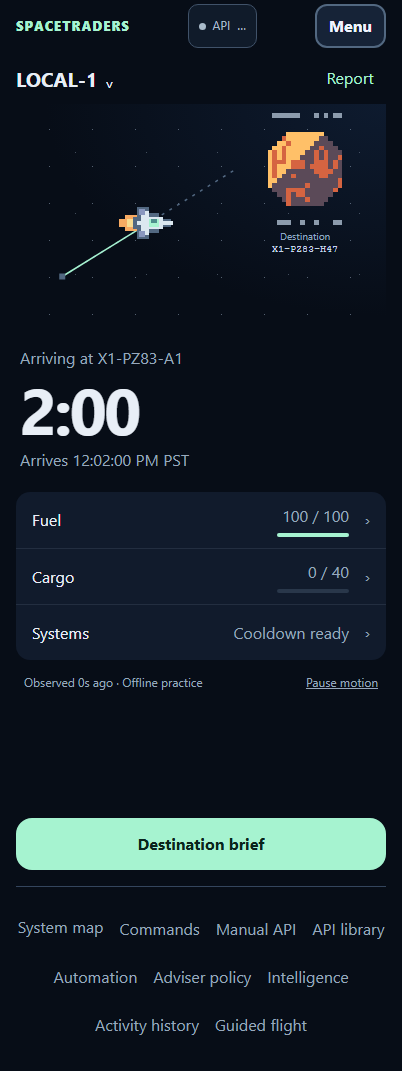 SPACETRADERS
API ...
Menu
LOCAL-1 v
Report
Destination
X1-PZ83-H47
Arriving at X1-PZ83-A1
2:00
Arrives 12:02:00 PM PST
Fuel 100 / 100 ›
Cargo 0 / 40 ›
Systems Cooldown ready ›
Observed 0s ago · Offline practice Pause motion
Destination brief
System map Commands Manual API API library
Automation Adviser policy Intelligence
Activity history Guided flight